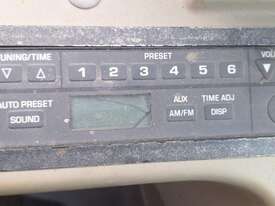 TUNING/TIME PRESET VOL
1 2 3 4 5 6
AUTO PRESET AUX TIME ADJ
SOUND AM/FM DISP